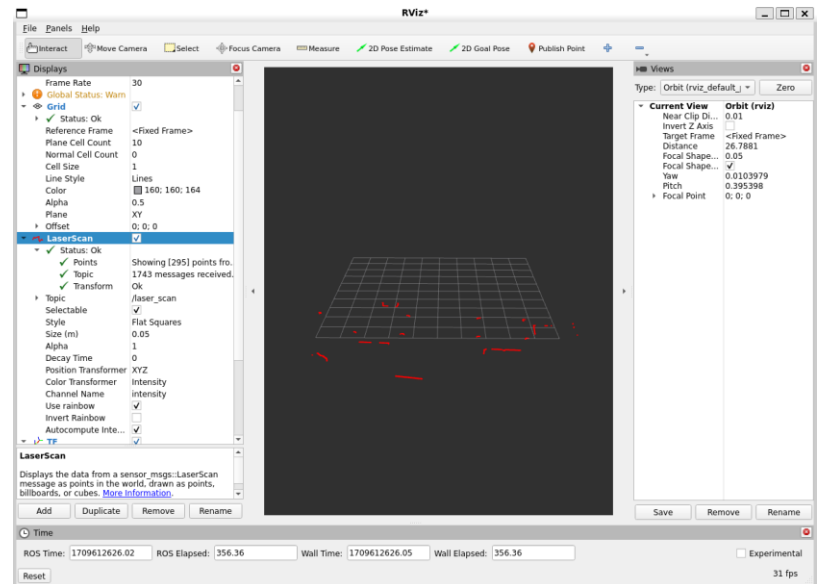 RViz*
File Panels Help
Interact Move Camera Select Focus Camera Measure 2D Pose Estimate 2D Goal Pose Publish Point
Displays
Frame Rate 30
Global Status: Warn
Grid
Status: Ok
Reference Frame <Fixed Frame>
Plane Cell Count 10
Normal Cell Count 0
Cell Size 1
Line Style Lines
Color 160; 160; 164
Alpha 0.5
Plane XY
Offset 0; 0; 0
LaserScan
Status: Ok
Points Showing [295] points fro.
Topic 1743 messages received.
Transform Ok
Topic /laser_scan
Selectable
Style Flat Squares
Size (m) 0.05
Alpha 1
Decay Time 0
Position Transformer XYZ
Color Transformer Intensity
Channel Name intensity
Use rainbow
Invert Rainbow
Autocompute Inte...
TF
LaserScan
Displays the data from a sensor_msgs::LaserScan
message as points in the world, drawn as points,
billboards, or cubes. More Information.
Add Duplicate Remove Rename
Views
Type: Orbit (rviz_default_ Zero
Current View Orbit (rviz)
Near Clip Di... 0.01
Invert Z Axis
Target Frame <Fixed Frame>
Distance 26.7881
Focal Shape... 0.05
Focal Shape...
Yaw 0.0103979
Pitch 0.395398
Focal Point 0; 0; 0
Save Remove Rename
Time
ROS Time: 1709612626.02 ROS Elapsed: 356.36 Wall Time: 1709612626.05 Wall Elapsed: 356.36 Experimental
Reset 31 fps